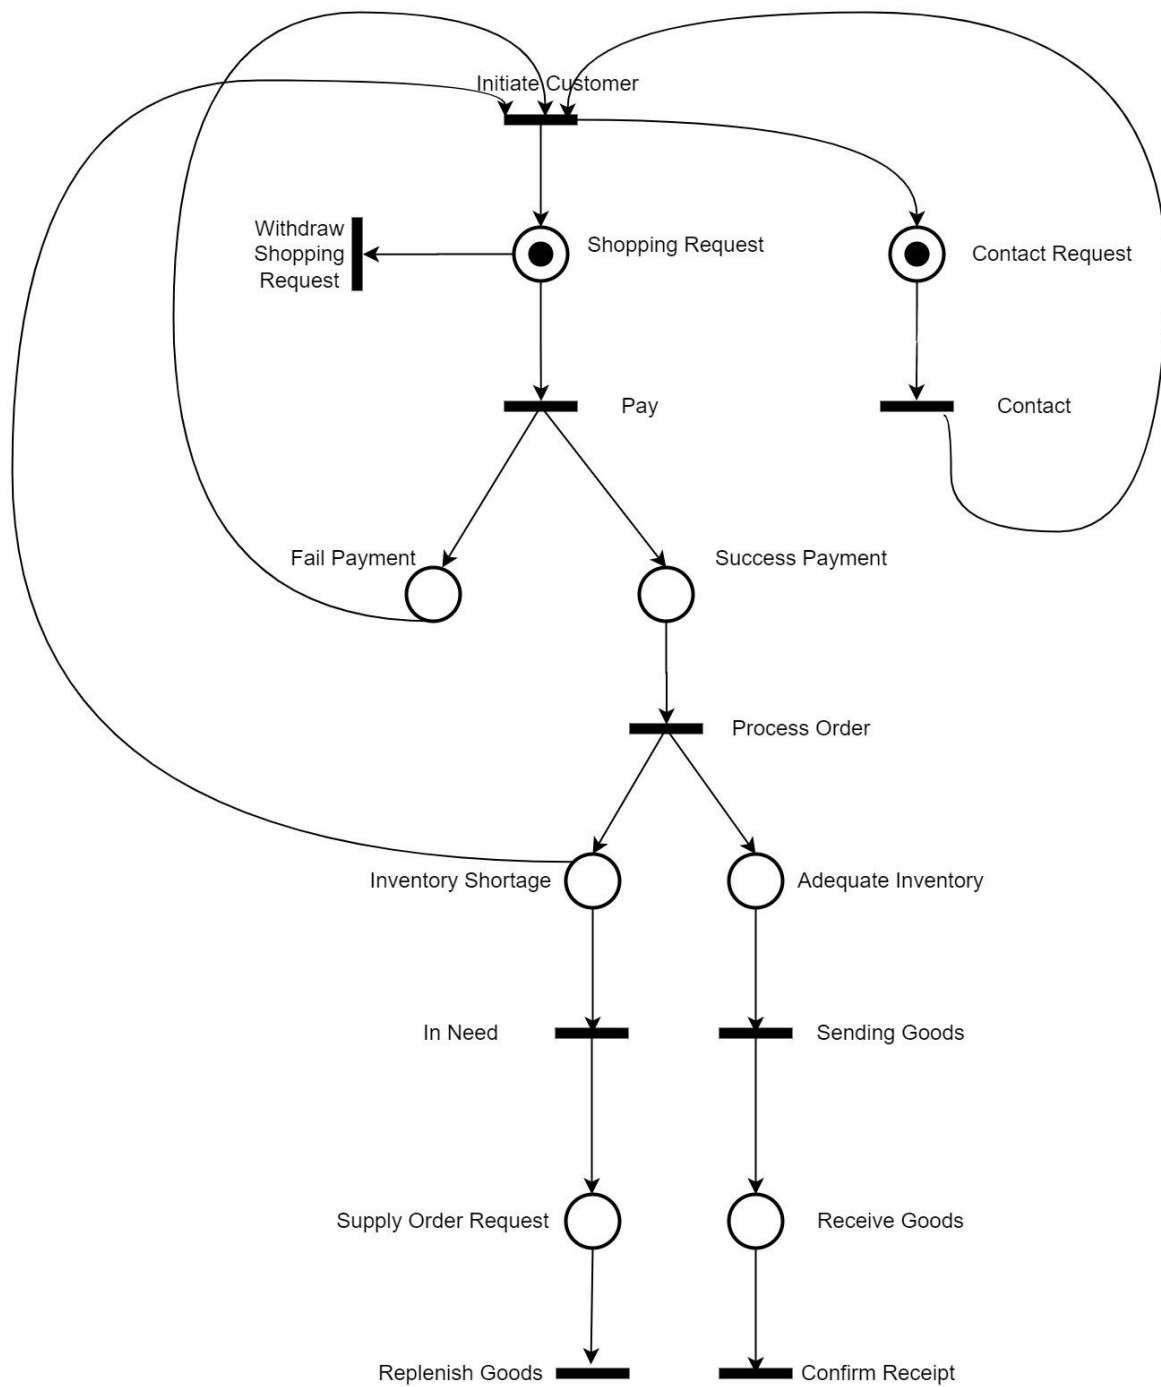 Initiate Customer
Withdraw
Shopping
Request
Shopping Request
Contact Request
Pay
Contact
Fail Payment
Success Payment
Process Order
Inventory Shortage
Adequate Inventory
In Need
Sending Goods
Supply Order Request
Receive Goods
Replenish Goods
Confirm Receipt